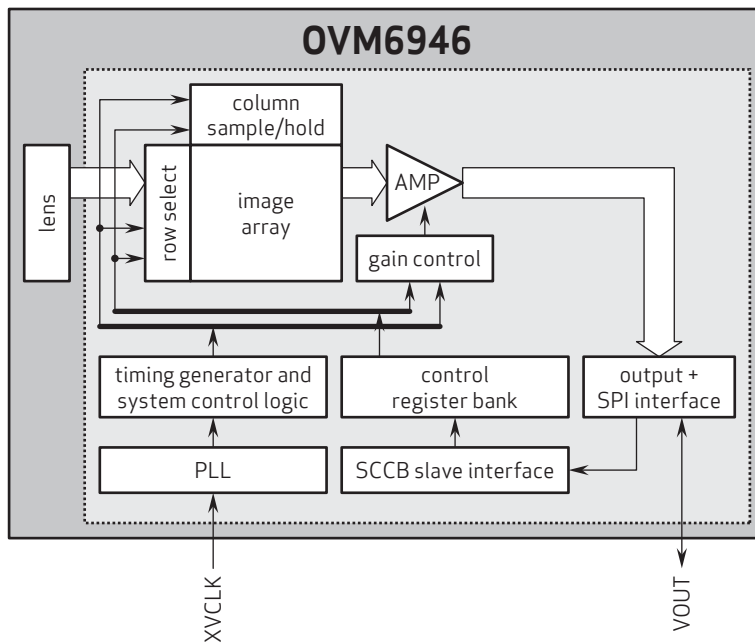 OVM6946
column
sample/hold
lens
row select
image
array
AMP
gain control
timing generator and
system control logic
control
register bank
output +
SPI interface
PLL
SCCB slave interface
XVCLK
VOUT